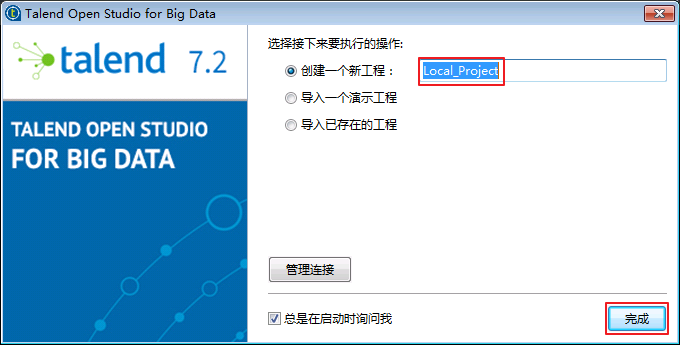 Talend Open Studio for Big Data
talend 7.2
TALEND OPEN STUDIO
FOR BIG DATA
选择接下来要执行的操作:
创建一个新工程： Local_Project
导入一个演示工程
导入已存在的工程
管理连接
总是在启动时询问我
完成